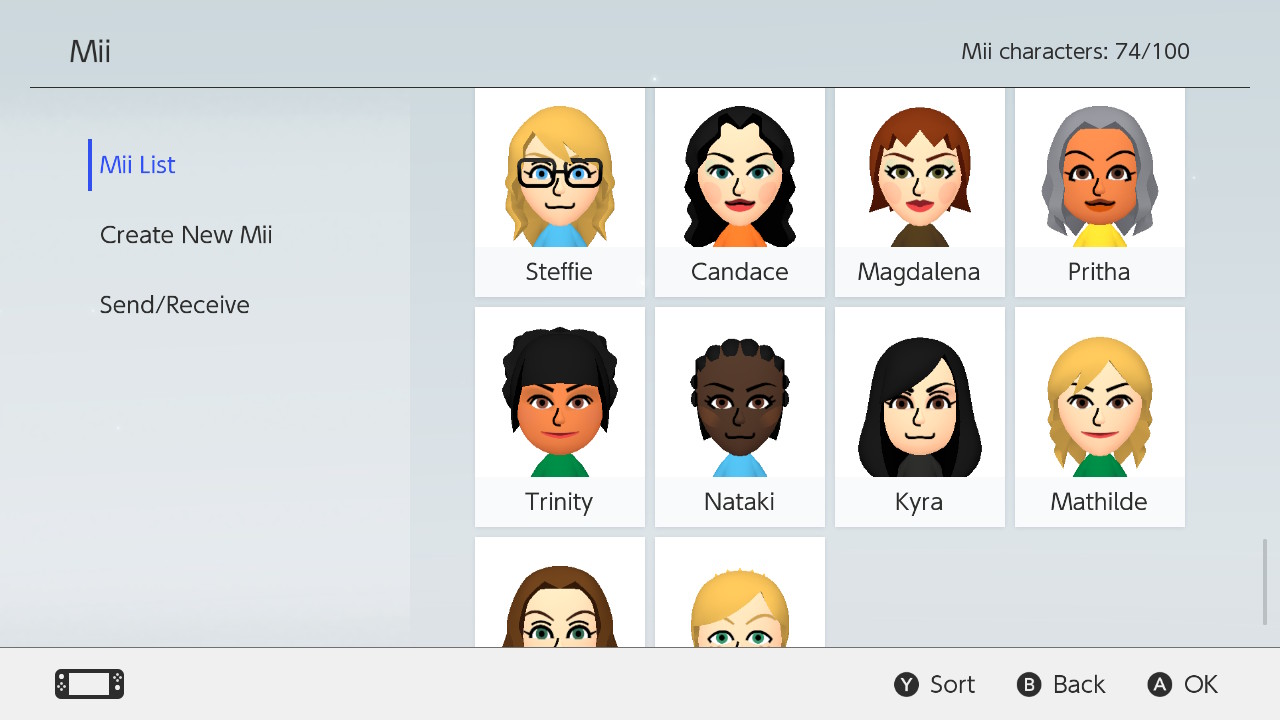 Mii
Mii characters: 74/100
Mii List
Create New Mii
Send/Receive
Steffie
Candace
Magdalena
Pritha
Trinity
Nataki
Kyra
Mathilde
Y Sort
B Back
A OK